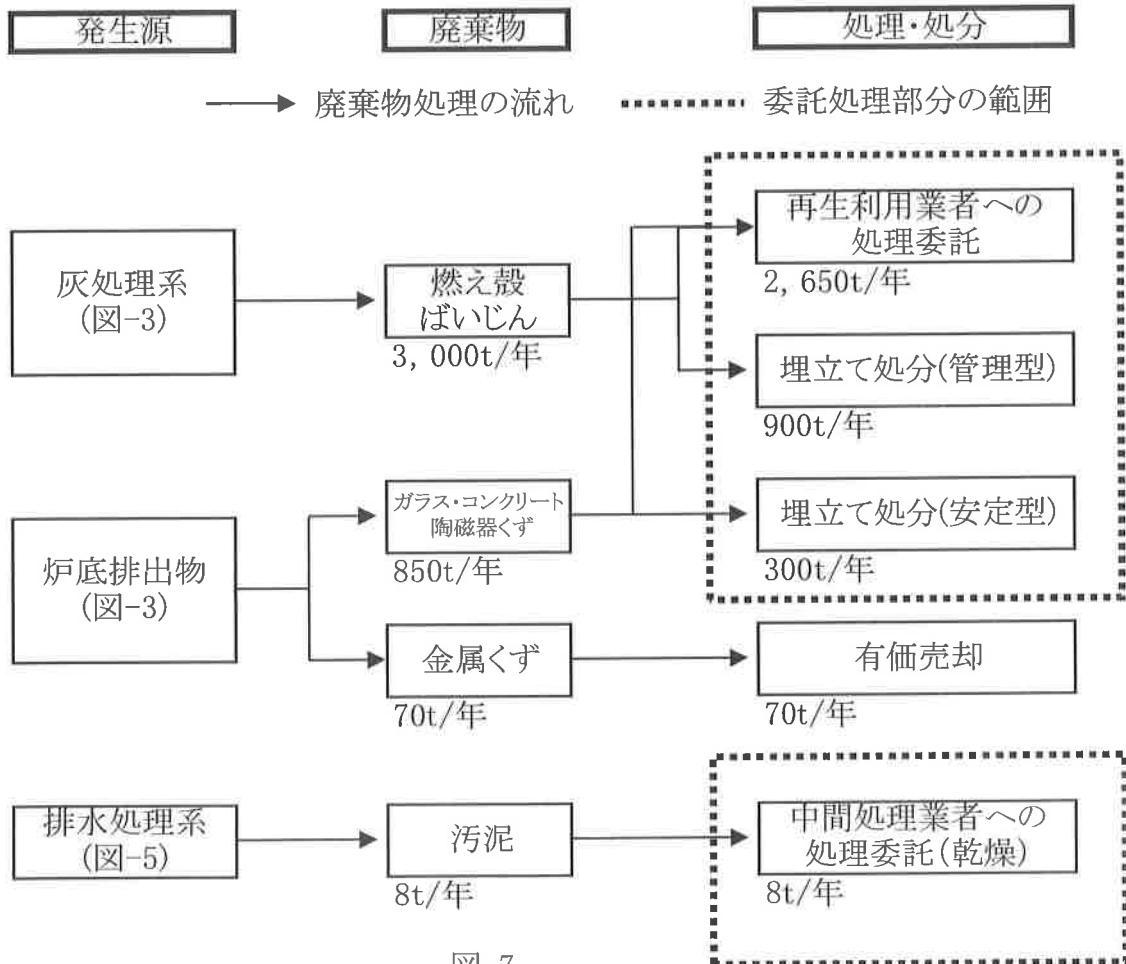 発生源
廃棄物
処理・処分
廃棄物処理の流れ
委託処理部分の範囲
灰処理系
(図-3)
燃え殻
ばいじん
3,000t/年
再生利用業者への
処理委託
2,650t/年
埋立て処分(管理型)
900t/年
炉底排出物
(図-3)
ガラス・コンクリート
陶磁器くず
850t/年
埋立て処分(安定型)
300t/年
金属くず
70t/年
有価売却
70t/年
排水処理系
(図-5)
汚泥
8t/年
中間処理業者への
処理委託(乾燥)
8t/年
図-7